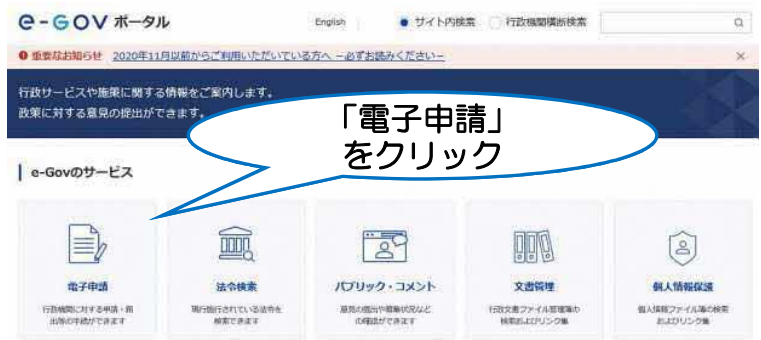 e-GOV ポータル
English
サイト内検索
行政機関横断検索
重要なお知らせ 2020年11月以前からご利用いただいている方へ －必ずお読みください－
行政サービスや施策に関する情報をご案内します。
政策に対する意見の提出ができます。
「電子申請」
をクリック
e-Govのサービス
電子申請
行政機関に対する申請・届
出等の手続ができます
法令検索
現行施行されている法令を
検索できます
パブリック・コメント
意見の提出や募集状況など
の確認ができます
文書管理
行政文書ファイル管理簿の
検索およびリンク集
個人情報保護
個人情報ファイル簿の検索
およびリンク集